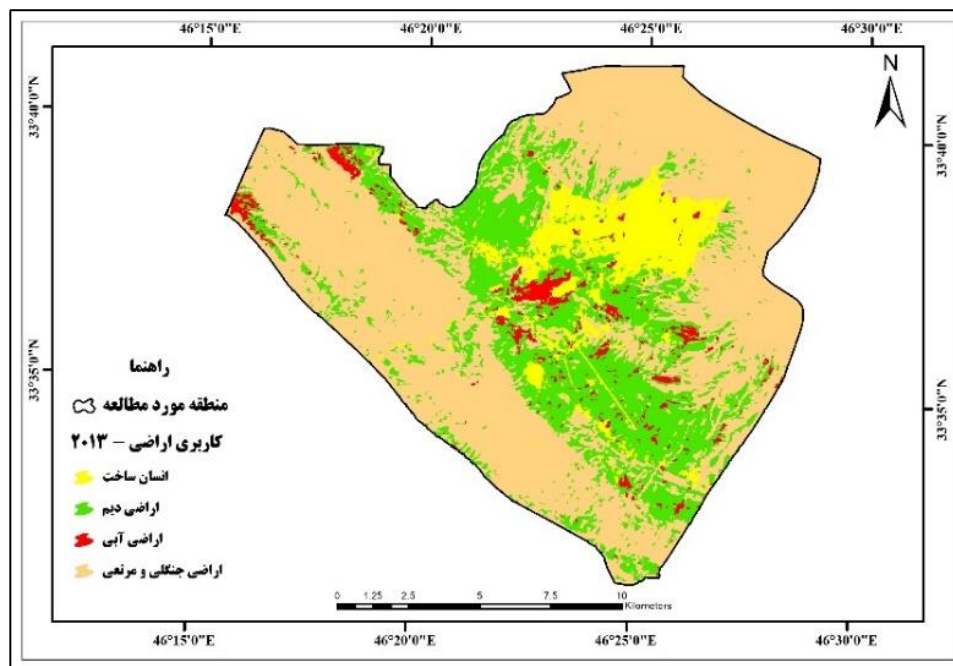 46°15'0"E
46°20'0"E
46°25'0"E
46°30'0"E
33°40'0"N
33°40'0"N
N
33°35'0"N
33°35'0"N
راهنما
منطقه مورد مطالعه
کاربری اراضی – ۲۰۱۳
انسان ساخت
اراضی دیم
اراضی آبی
اراضی جنگلی و مرتعی
0 1.25 2.5 5 7.5 10
Kilometers
46°15'0"E
46°20'0"E
46°25'0"E
46°30'0"E